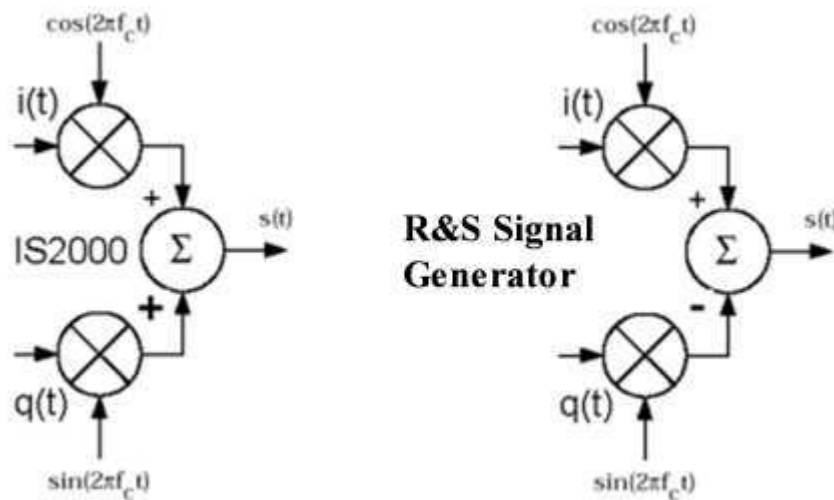 cos(2πf_ct)
i(t)
+
IS2000
Σ
s(t)
+
q(t)
sin(2πf_ct)
cos(2πf_ct)
i(t)
+
R&S Signal
Generator
Σ
s(t)
-
q(t)
sin(2πf_ct)